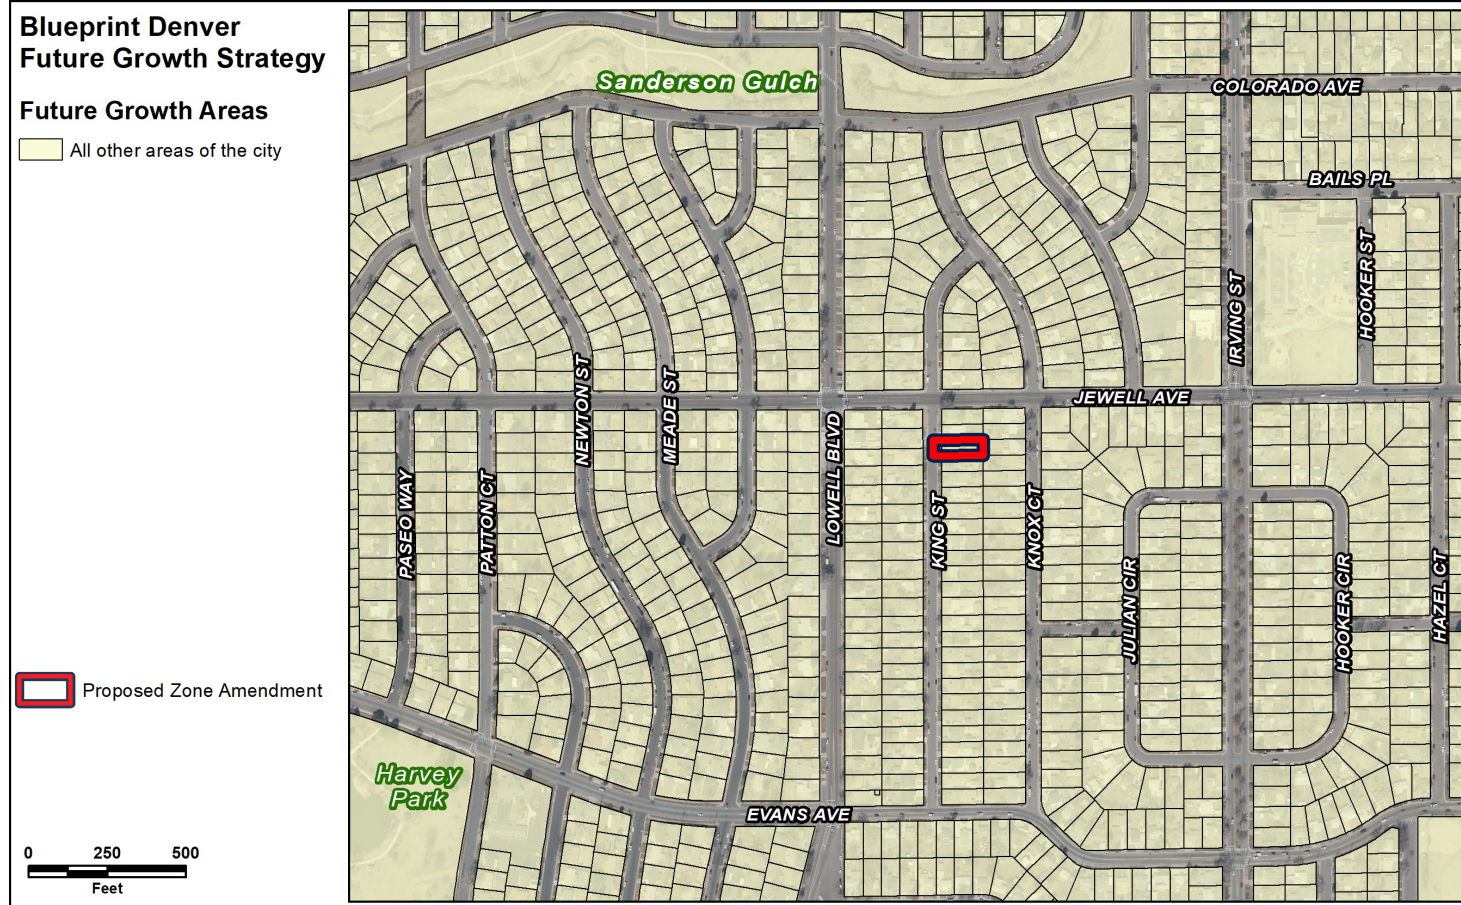 Blueprint Denver
Future Growth Strategy
Future Growth Areas
All other areas of the city
Proposed Zone Amendment
0 250 500
Feet
Sanderson Gulch
COLORADO AVE
BAILS PL
HOOKER ST
IRVING ST
NEWTON ST
MEADE ST
JEWELL AVE
LOWELL BLVD
PASEO WAY
PATTON CT
KING ST
KNOX CT
JULIAN CIR
HOOKER CIR
HAZEL CT
Harvey
Park
EVANS AVE